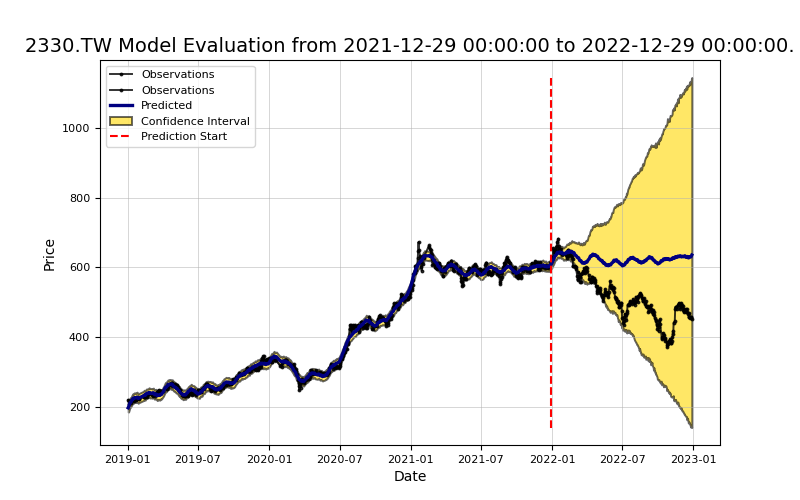 2330.TW Model Evaluation from 2021-12-29 00:00:00 to 2022-12-29 00:00:00.
Observations
Observations
Predicted
Confidence Interval
Prediction Start
1000
800
600
400
200
Price
2019-01 2019-07 2020-01 2020-07 2021-01 2021-07 2022-01 2022-07 2023-01
Date